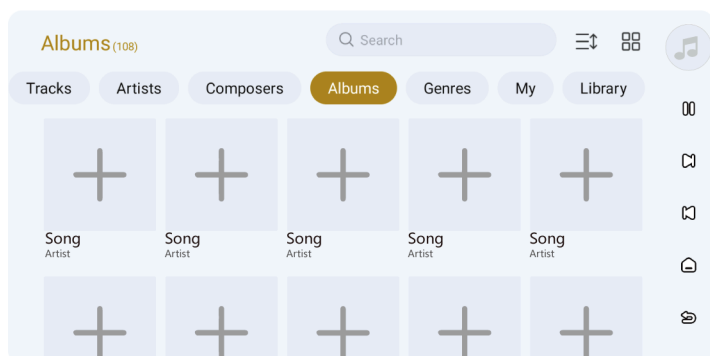 Albums (108)
Search
Tracks Artists Composers Albums Genres My Library
Song Song Song Song Song
Artist Artist Artist Artist Artist